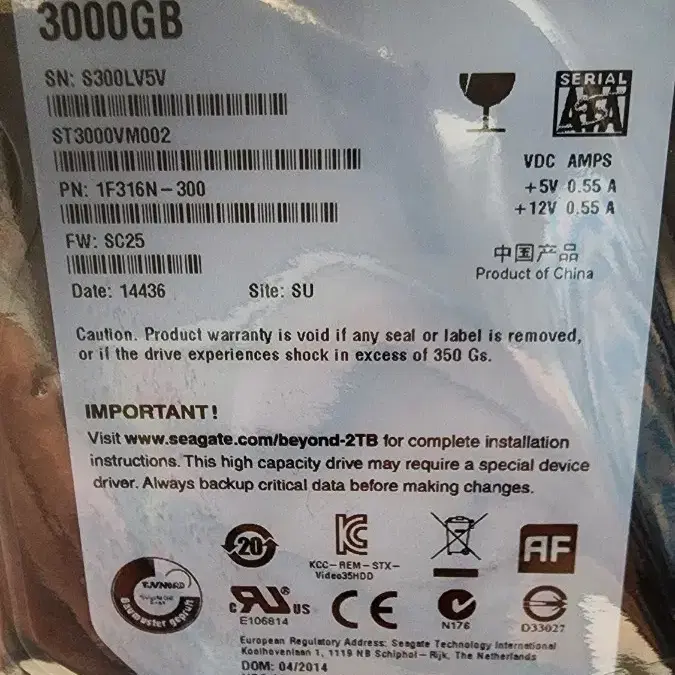 3000GB
SN: S300LV5V
ST3000VM002
PN: 1F316N-300
FW: SC25
Date: 14436 Site: SU
SERIAL
ATA
VDC AMPS
+5V 0.55 A
+12V 0.55 A
中国产品
Product of China
Caution. Product warranty is void if any seal or label is removed,
or if the drive experiences shock in excess of 350 Gs.
IMPORTANT!
Visit www.seagate.com/beyond-2TB for complete installation
instructions. This high capacity drive may require a special device
driver. Always backup critical data before making changes.
20
KCC-REM-STX-
Video35HDD
AF
TÜVNORD
Baumuster geprüft
c RU ® US
E106814
CE
N176
D33027
European Regulatory Address: Seagate Technology International
Koolhovenlaan 1, 1119 NB Schiphol-Rijk, The Netherlands
DOM: 04/2014